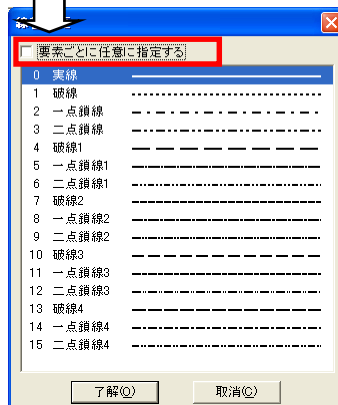 要素ごとに任意に指定する
0 実線
1 破線
2 一点鎖線
3 二点鎖線
4 破線1
5 一点鎖線1
6 二点鎖線1
7 破線2
8 一点鎖線2
9 二点鎖線2
10 破線3
11 一点鎖線3
12 二点鎖線3
13 破線4
14 一点鎖線4
15 二点鎖線4
了解(O) 取消(C)